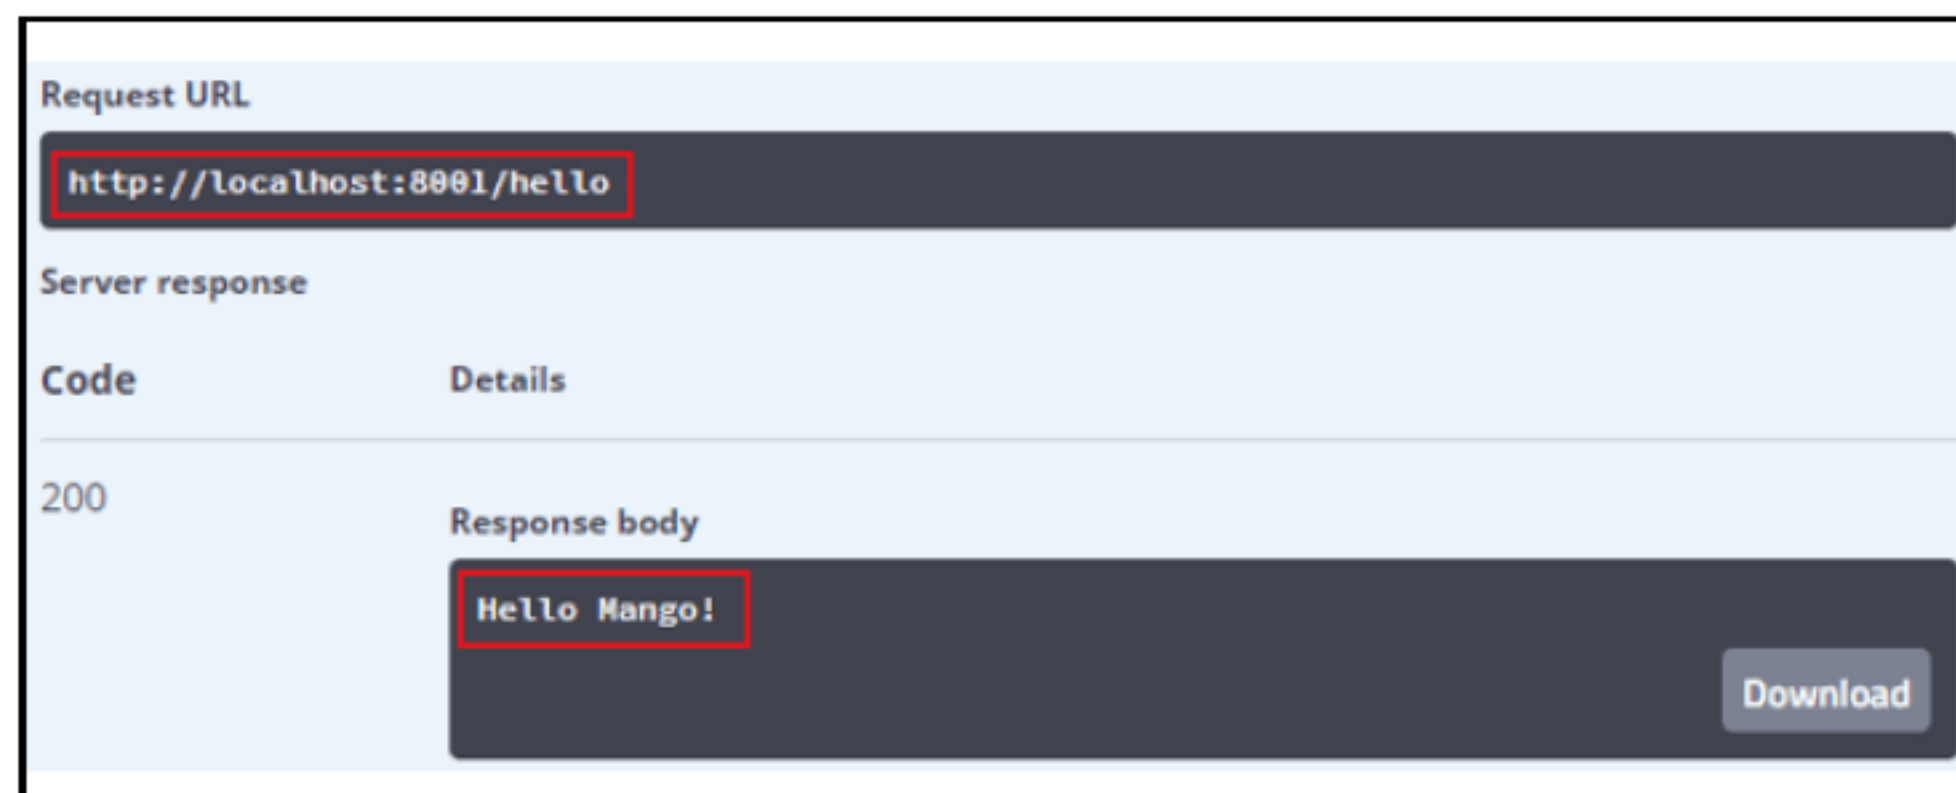 Request URL
http://localhost:8001/hello
Server response
Code Details
200
Response body
Hello Mango!
Download